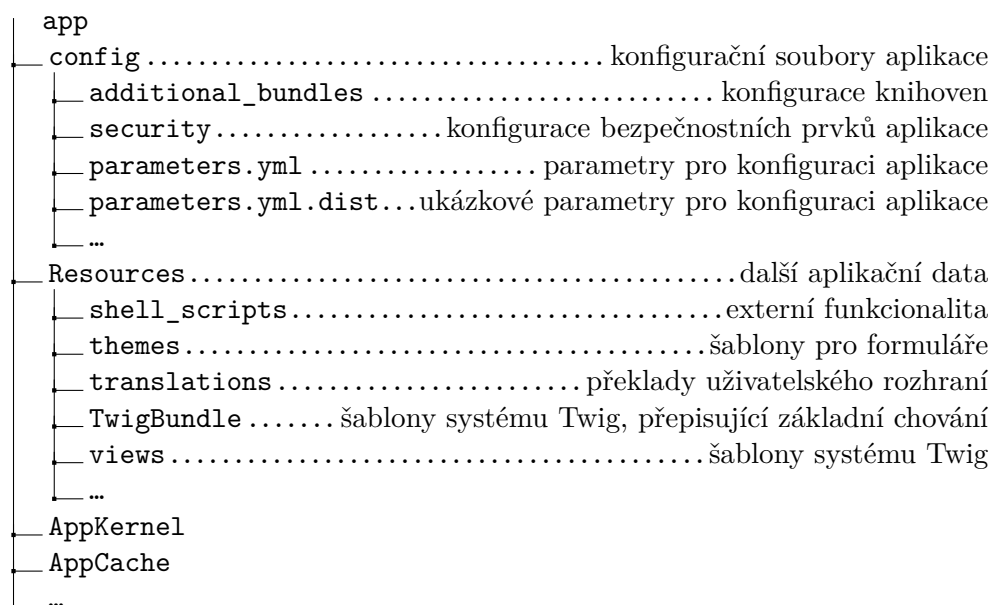 app
config................................... konfigurační soubory aplikace
additional_bundles ........................... konfigurace knihoven
security..................konfigurace bezpečnostních prvků aplikace
parameters.yml .................. parametry pro konfiguraci aplikace
parameters.yml.dist...ukázkové parametry pro konfiguraci aplikace
…
Resources..........................................další aplikační data
shell_scripts..................................externí funkcionalita
themes........................................šablony pro formuláře
translations........................ překlady uživatelského rozhraní
TwigBundle ....... šablony systému Twig, přepisující základní chování
views..........................................šablony systému Twig
…
AppKernel
AppCache
…